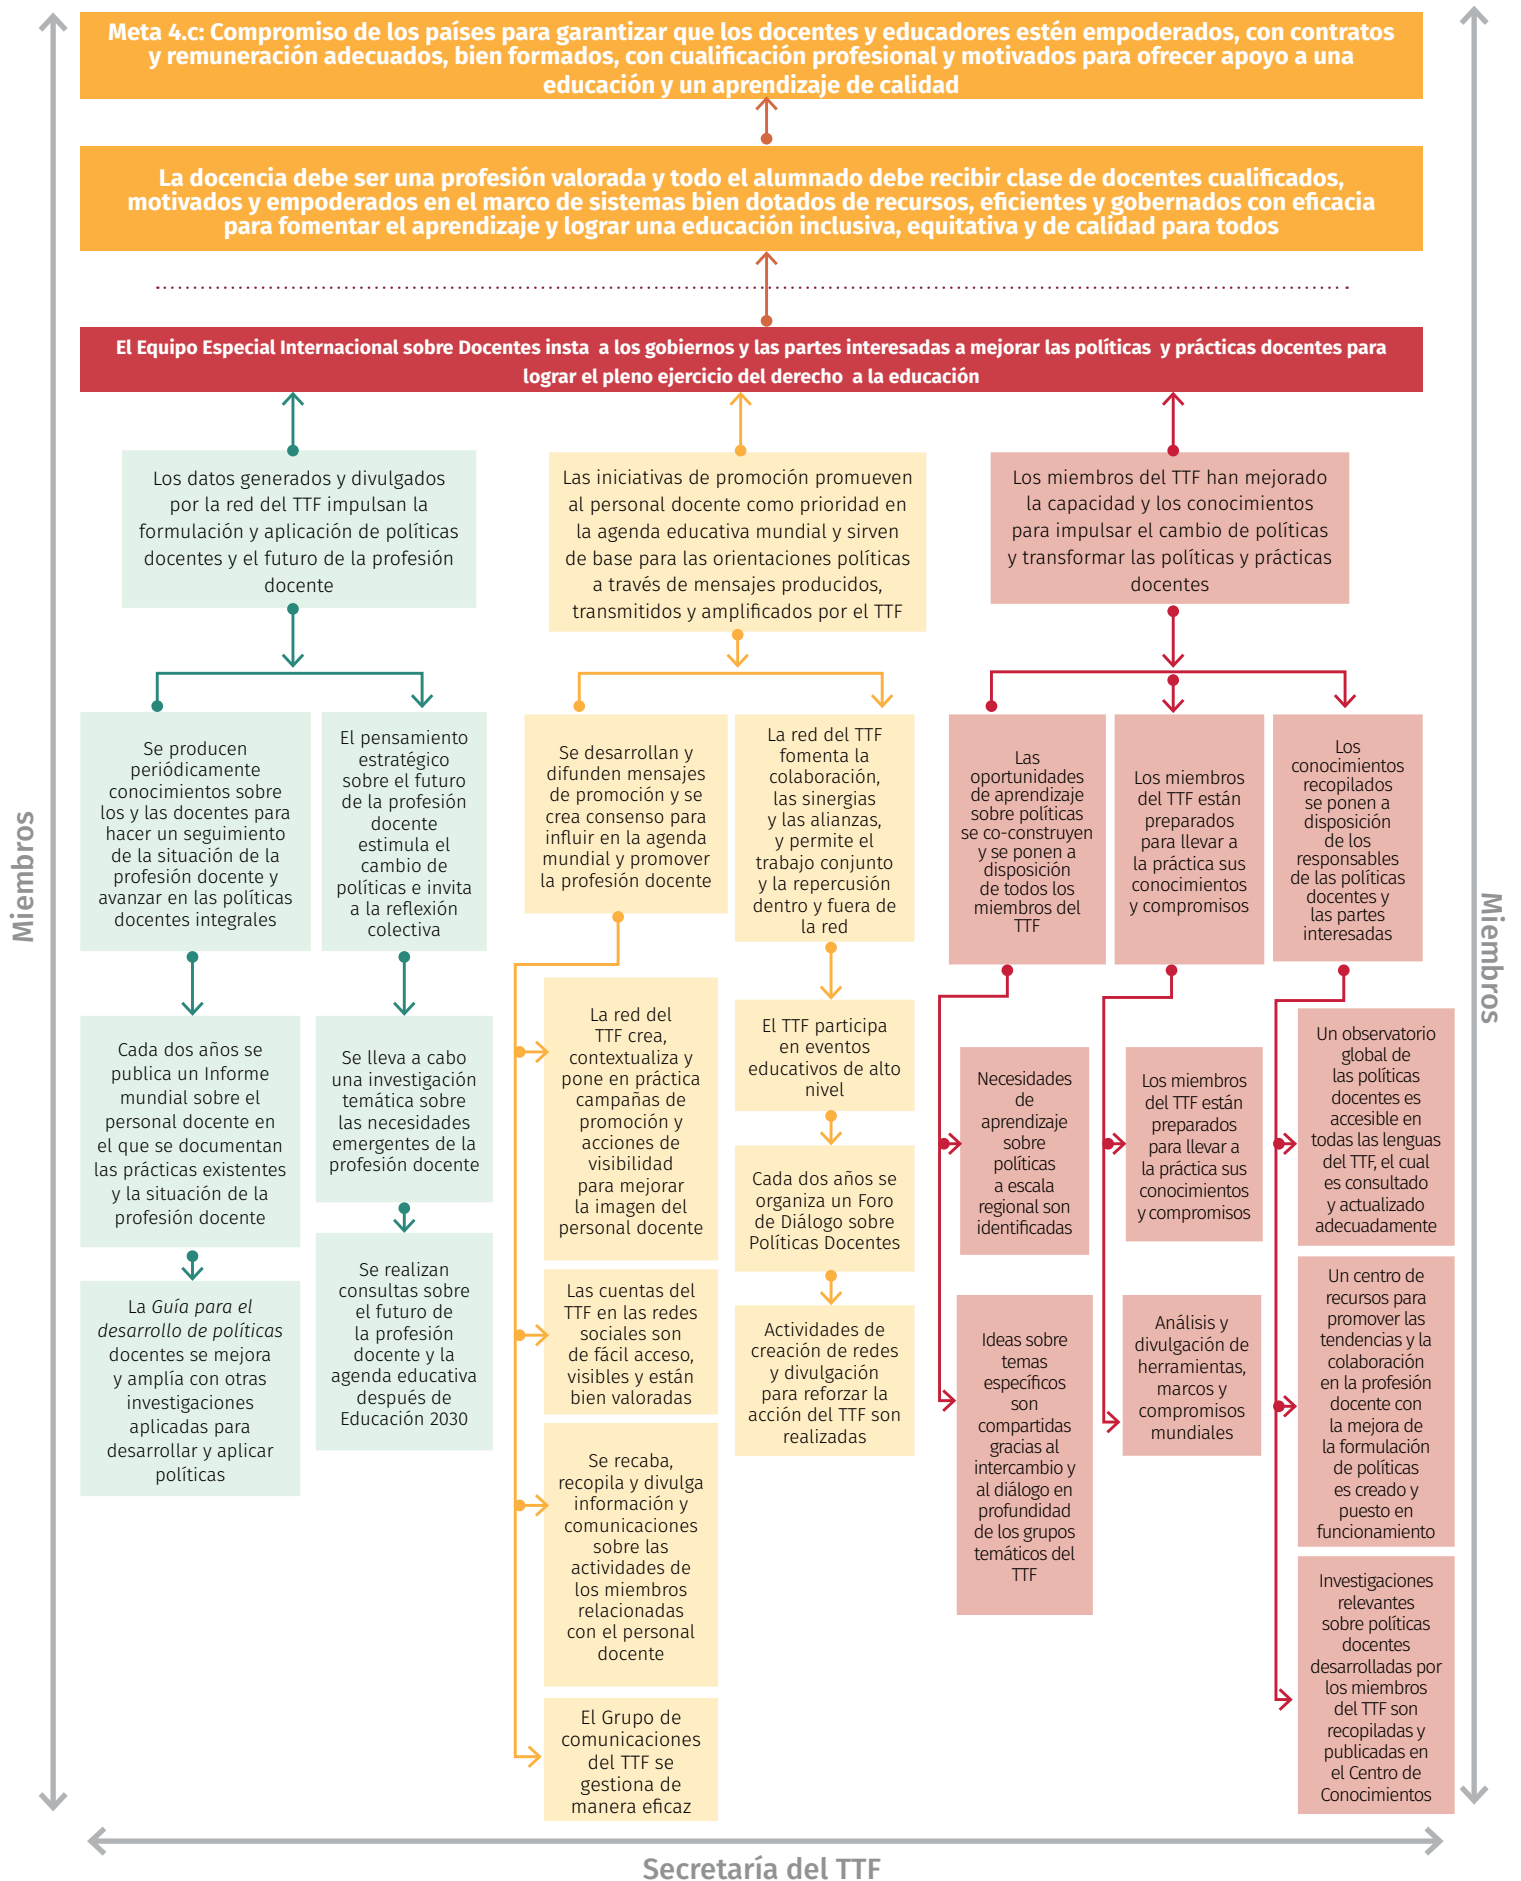 Meta 4.c: Compromiso de los países para garantizar que los docentes y educadores estén empoderados, con contratos
y remuneración adecuados, bien formados, con cualificación profesional y motivados para ofrecer apoyo a una
educación y un aprendizaje de calidad
La docencia debe ser una profesión valorada y todo el alumnado debe recibir clase de docentes cualificados,
motivados y empoderados en el marco de sistemas bien dotados de recursos, eficientes y gobernados con eficacia
para fomentar el aprendizaje y lograr una educación inclusiva, equitativa y de calidad para todos
El Equipo Especial Internacional sobre Docentes insta a los gobiernos y las partes interesadas a mejorar las políticas y prácticas docentes para
lograr el pleno ejercicio del derecho a la educación
Los datos generados y divulgados
por la red del TTF impulsan la
formulación y aplicación de políticas
docentes y el futuro de la profesión
docente
Las iniciativas de promoción promueven
al personal docente como prioridad en
la agenda educativa mundial y sirven
de base para las orientaciones políticas
a través de mensajes producidos,
transmitidos y amplificados por el TTF
Los miembros del TTF han mejorado
la capacidad y los conocimientos
para impulsar el cambio de políticas
y transformar las políticas y prácticas
docentes
Se producen
periódicamente
conocimientos sobre
los y las docentes para
hacer un seguimiento
de la situación de la
profesión docente y
avanzar en las políticas
docentes integrales
El pensamiento
estratégico
sobre el futuro
de la profesión
docente
estimula el
cambio de
políticas e invita
a la reflexión
colectiva
Se desarrollan y
difunden mensajes
de promoción y se
crea consenso para
influir en la agenda
mundial y promover
la profesión docente
La red del TTF
fomenta la
colaboración,
las sinergias
y las alianzas,
y permite el
trabajo conjunto
y la repercusión
dentro y fuera de
la red
Las
oportunidades
de aprendizaje
sobre políticas
se co-construyen
y se ponen a
disposición
de todos los
miembros del
TTF
Los miembros
del TTF están
preparados
para llevar a
la práctica sus
conocimientos
y compromisos
Los
conocimientos
recopilados
se ponen a
disposición
de los
responsables
de las políticas
docentes y
las partes
interesadas
Cada dos años se
publica un Informe
mundial sobre el
personal docente en
el que se documentan
las prácticas existentes
y la situación de la
profesión docente
La Guía para el
desarrollo de políticas
docentes se mejora
y amplía con otras
investigaciones
aplicadas para
desarrollar y aplicar
políticas
Se lleva a cabo
una investigación
temática sobre
las necesidades
emergentes de la
profesión docente
Se realizan
consultas sobre
el futuro de
la profesión
docente y la
agenda educativa
después de
Educación 2030
La red del
TTF crea,
contextualiza y
pone en práctica
campañas de
promoción y
acciones de
visibilidad
para mejorar
la imagen del
personal docente
Las cuentas del
TTF en las redes
sociales son
de fácil acceso,
visibles y están
bien valoradas
Se recaba,
recopila y divulga
información y
comunicaciones
sobre las
actividades de
los miembros
relacionadas
con el personal
docente
El Grupo de
comunicaciones
del TTF se
gestiona de
manera eficaz
El TTF participa
en eventos
educativos de alto
nivel
Cada dos años se
organiza un Foro
de Diálogo sobre
Políticas Docentes
Actividades de
creación de redes
y divulgación
para reforzar la
acción del TTF son
realizadas
Necesidades
de
aprendizaje
sobre
políticas
a escala
regional son
identificadas
Ideas sobre
temas
específicos
son
compartidas
gracias al
intercambio y
al diálogo en
profundidad
de los grupos
temáticos del
TTF
Los miembros
del TTF están
preparados
para llevar a
la práctica sus
conocimientos
y compromisos
Análisis y
divulgación de
herramientas,
marcos y
compromisos
mundiales
Un observatorio
global de
las políticas
docentes es
accesible en
todas las lenguas
del TTF, el cual
es consultado
y actualizado
adecuadamente
Un centro de
recursos para
promover las
tendencias y la
colaboración
en la profesión
docente con
la mejora de
la formulación
de políticas
es creado y
puesto en
funcionamiento
Investigaciones
relevantes
sobre políticas
docentes
desarrolladas por
los miembros
del TTF son
recopiladas y
publicadas en
el Centro de
Conocimientos
Miembros
Miembros
Secretaría del TTF